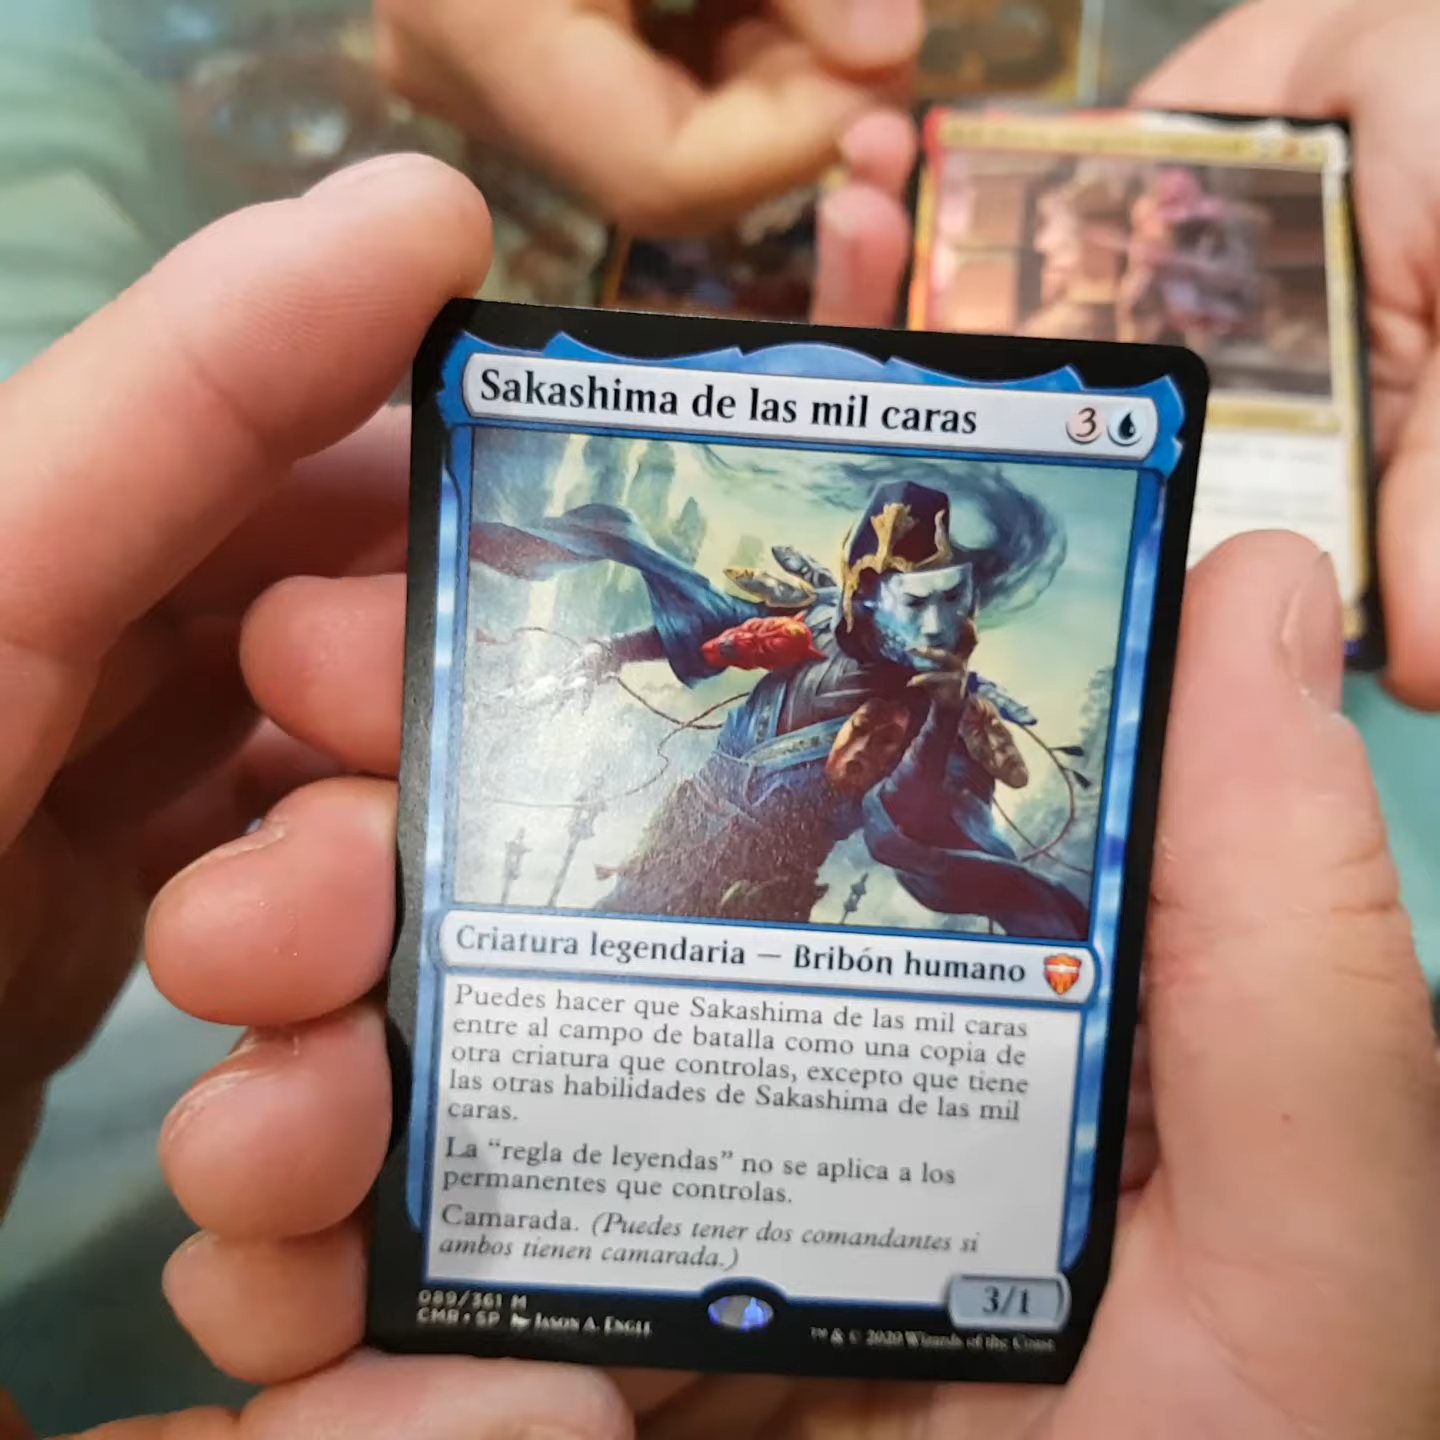 Sakashima de las mil caras 3
Criatura legendaria — Bribón humano
Puedes hacer que Sakashima de las mil caras
entre al campo de batalla como una copia de
otra criatura que controlas, excepto que tiene
las otras habilidades de Sakashima de las mil
caras.
La “regla de leyendas” no se aplica a los
permanentes que controlas.
Camarada. (Puedes tener dos comandantes si
ambos tienen camarada.)
3/1
089/361 M
CMR • SP Jason A. Engle
™ & © 2020 Wizards of the Coast